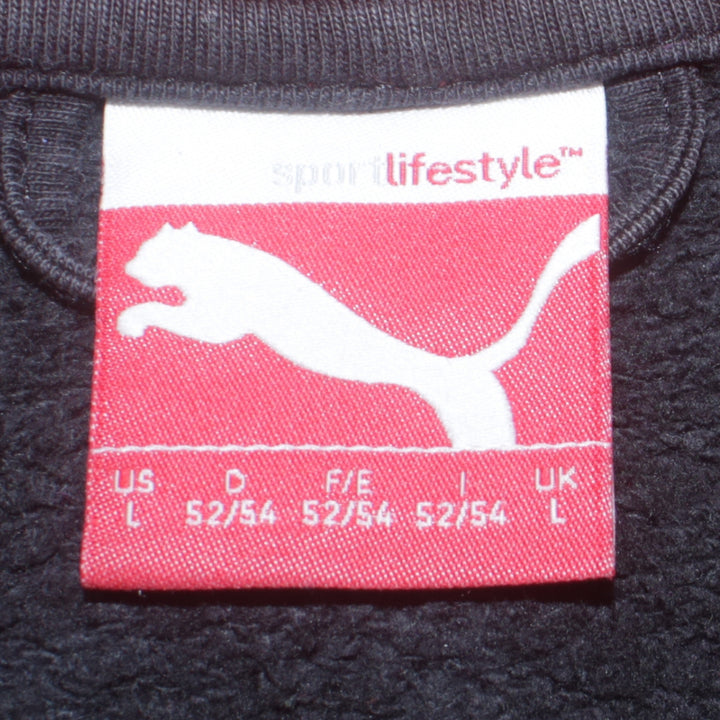 sportlifestyle™
US D F/E I UK
L 52/54 52/54 52/54 L